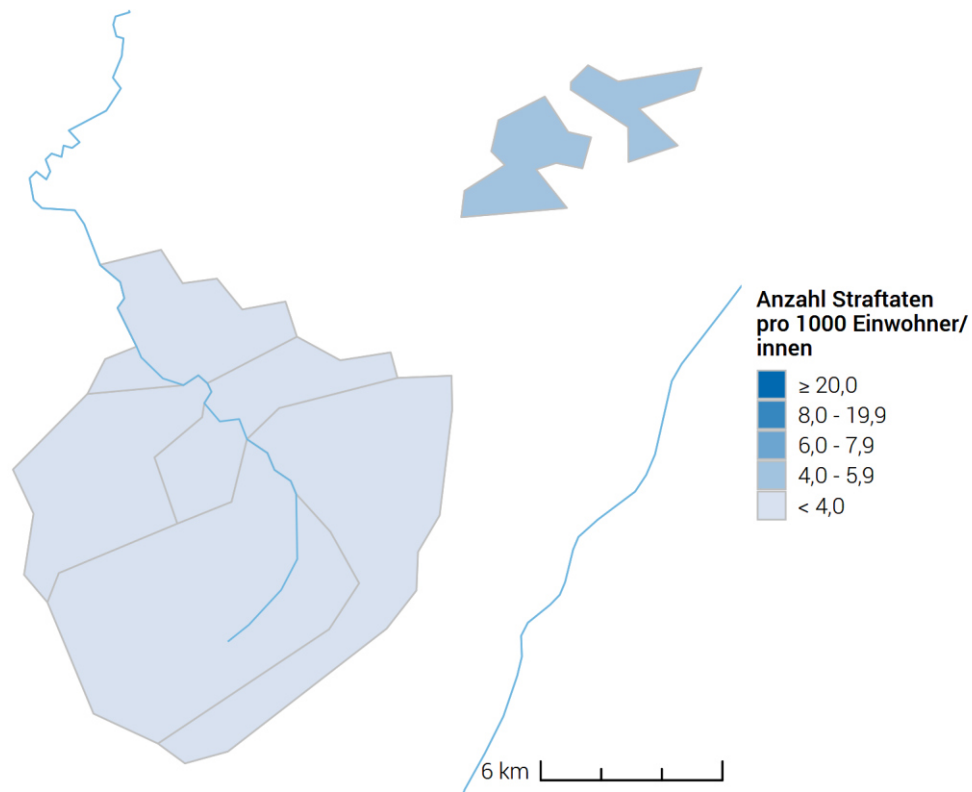 Anzahl Straftaten
pro 1000 Einwohner/
innen
≥ 20,0
8,0 - 19,9
6,0 - 7,9
4,0 - 5,9
< 4,0
6 km